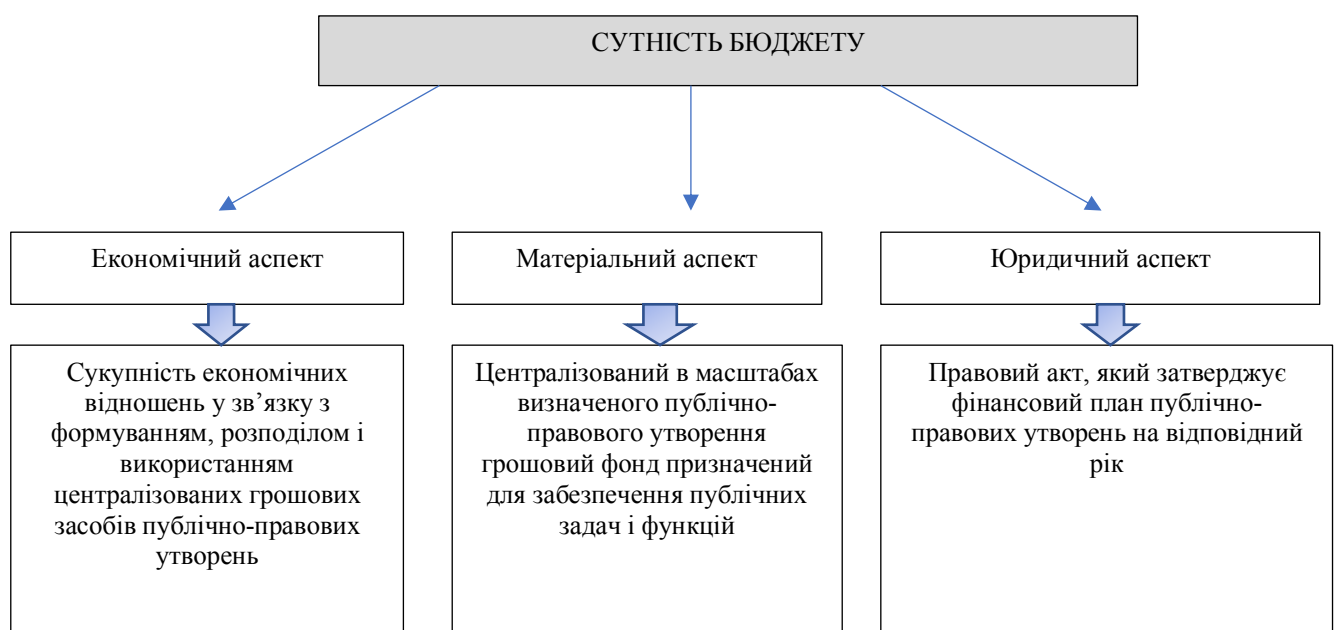 СУТНІСТЬ БЮДЖЕТУ
Економічний аспект
Матеріальний аспект
Юридичний аспект
Сукупність економічних
відношень у зв’язку з
формуванням, розподілом і
використанням
централізованих грошових
засобів публічно-правових
утворень
Централізований в масштабах
визначеного публічно-
правового утворення
грошовий фонд призначений
для забезпечення публічних
задач і функцій
Правовий акт, який затверджує
фінансовий план публічно-
правових утворень на відповідний
рік